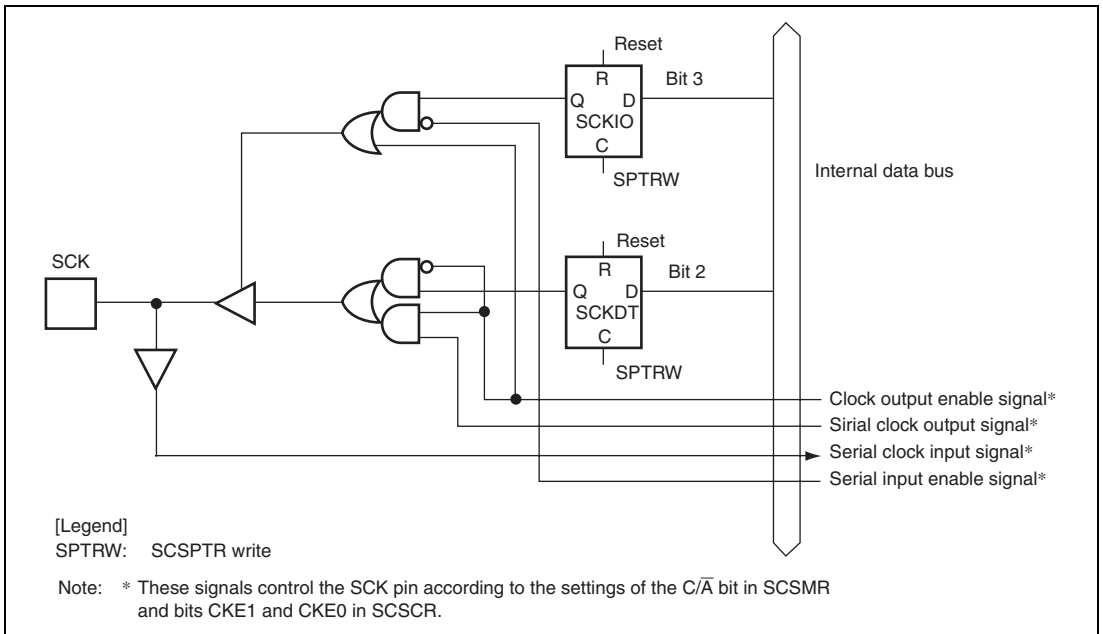 Reset
R
Bit 3
Q D
SCKIO
C
SPTRW
Internal data bus
Reset
SCK
R
Bit 2
Q D
SCKDT
C
SPTRW
Clock output enable signal*
Sirial clock output signal*
Serial clock input signal*
Serial input enable signal*
[Legend]
SPTRW: SCSPTR write
Note: * These signals control the SCK pin according to the settings of the C/A̅ bit in SCSMR
and bits CKE1 and CKE0 in SCSCR.